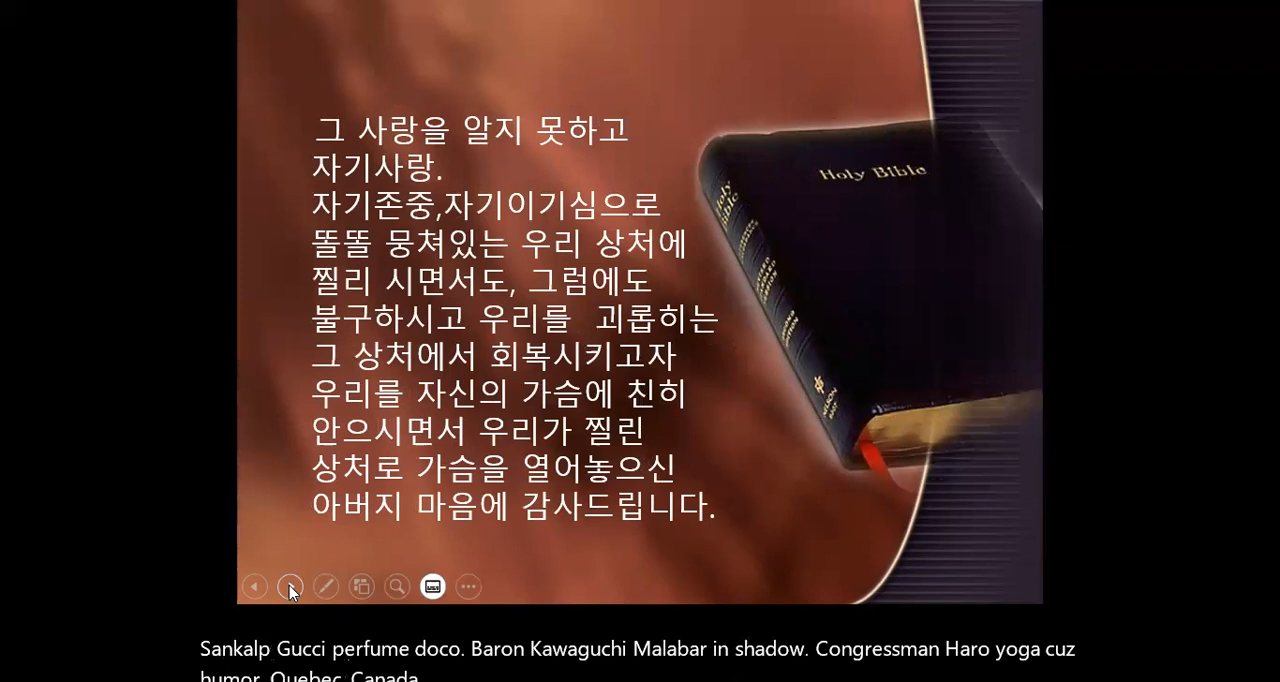 그 사랑을 알지 못하고
자기사랑.
자기존중,자기이기심으로
똘똘 뭉쳐있는 우리 상처에
찔리 시면서도, 그럼에도
불구하시고 우리를 괴롭히는
그 상처에서 회복시키고자
우리를 자신의 가슴에 친히
안으시면서 우리가 찔린
상처로 가슴을 열어놓으신
아버지 마음에 감사드립니다.
Holy Bible
Holy Bible
Sankalp Gucci perfume doco. Baron Kawaguchi Malabar in shadow. Congressman Haro yoga cuz
humor. Quebec, Canada